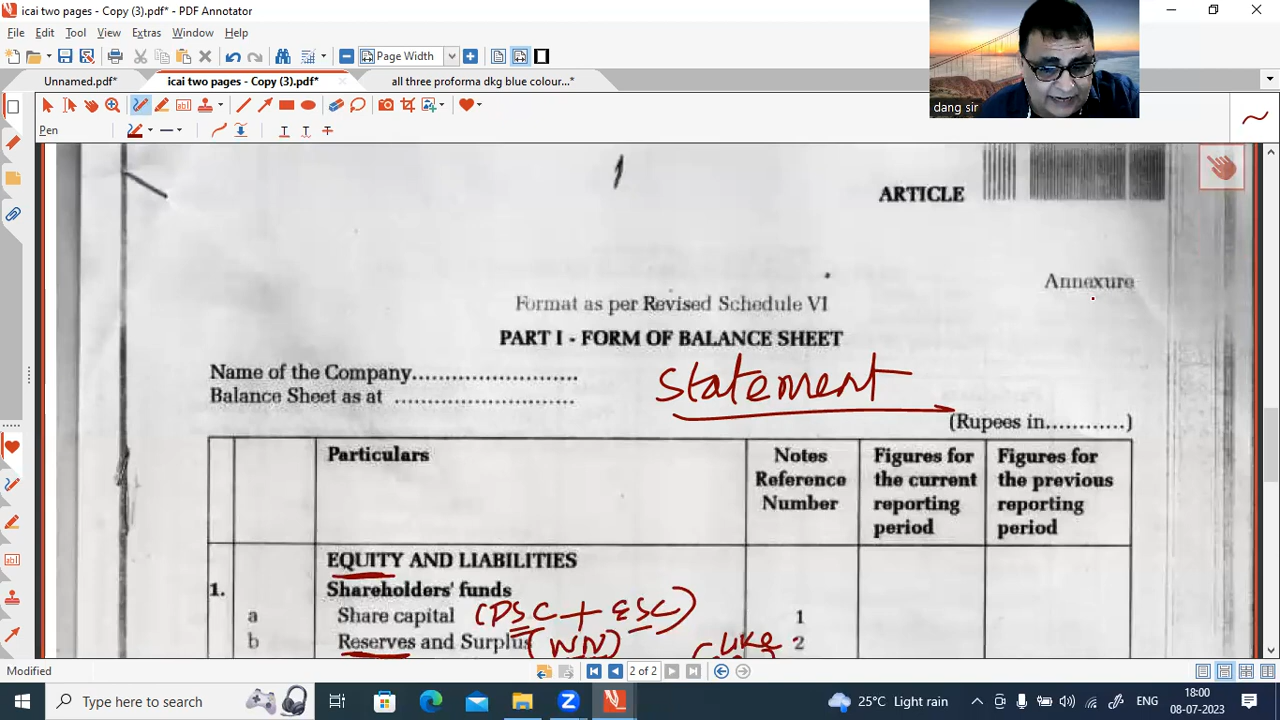 icai two pages - Copy (3).pdf* - PDF Annotator
File Edit Tool View Extras Window Help
Page Width
Unnamed.pdf* icai two pages - Copy (3).pdf* all three proforma dkg blue colour...*
Pen
dang sir
1
ARTICLE
Annexure
Format as per Revised Schedule VI
PART I - FORM OF BALANCE SHEET
Name of the Company..........................
Statement
Balance Sheet as at ............................
(Rupees in............)
Particulars
Notes Reference Number
Figures for the current reporting period
Figures for the previous reporting period
EQUITY AND LIABILITIES
1. Shareholders' funds
a Share capital (PSC + ESC) 1
b Reserves and Surplus (WN) (like 2
Modified 2 of 2
Type here to search 25°C Light rain ENG 18:00
08-07-2023